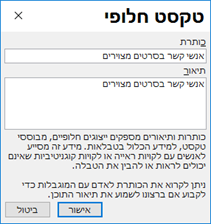 טקסט חלופי
כותרת
אנשי קשר בסרטים מצוירים
תיאור
אנשי קשר בסרטים מצוירים
כותרות ותיאורים מספקים ייצוגים חלופיים, מבוססי
טקסט, למידע הכלול בטבלאות. מידע זה מסייע
לאנשים עם לקויות ראייה או לקויות קוגניטיביות שאינם
יכולים לראות או להבין את הטבלה.
ניתן לקרוא את הכותרת לאדם עם המוגבלות כדי
לקבוע אם ברצונו לשמוע את תיאור התוכן.
אישור
ביטול